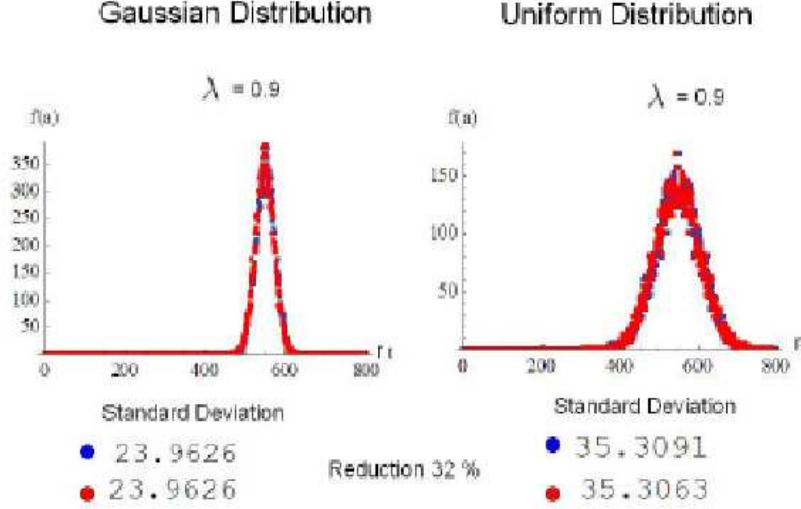 Gaussian Distribution
Uniform Distribution
λ = 0.9
λ = 0.9
f(a)
f(a)
350
300
250
200
150
100
50
0
200
400
600
800
150
100
50
0
200
400
600
800
Standard Deviation
Standard Deviation
23.9626
23.9626
Reduction 32 %
35.3091
35.3063